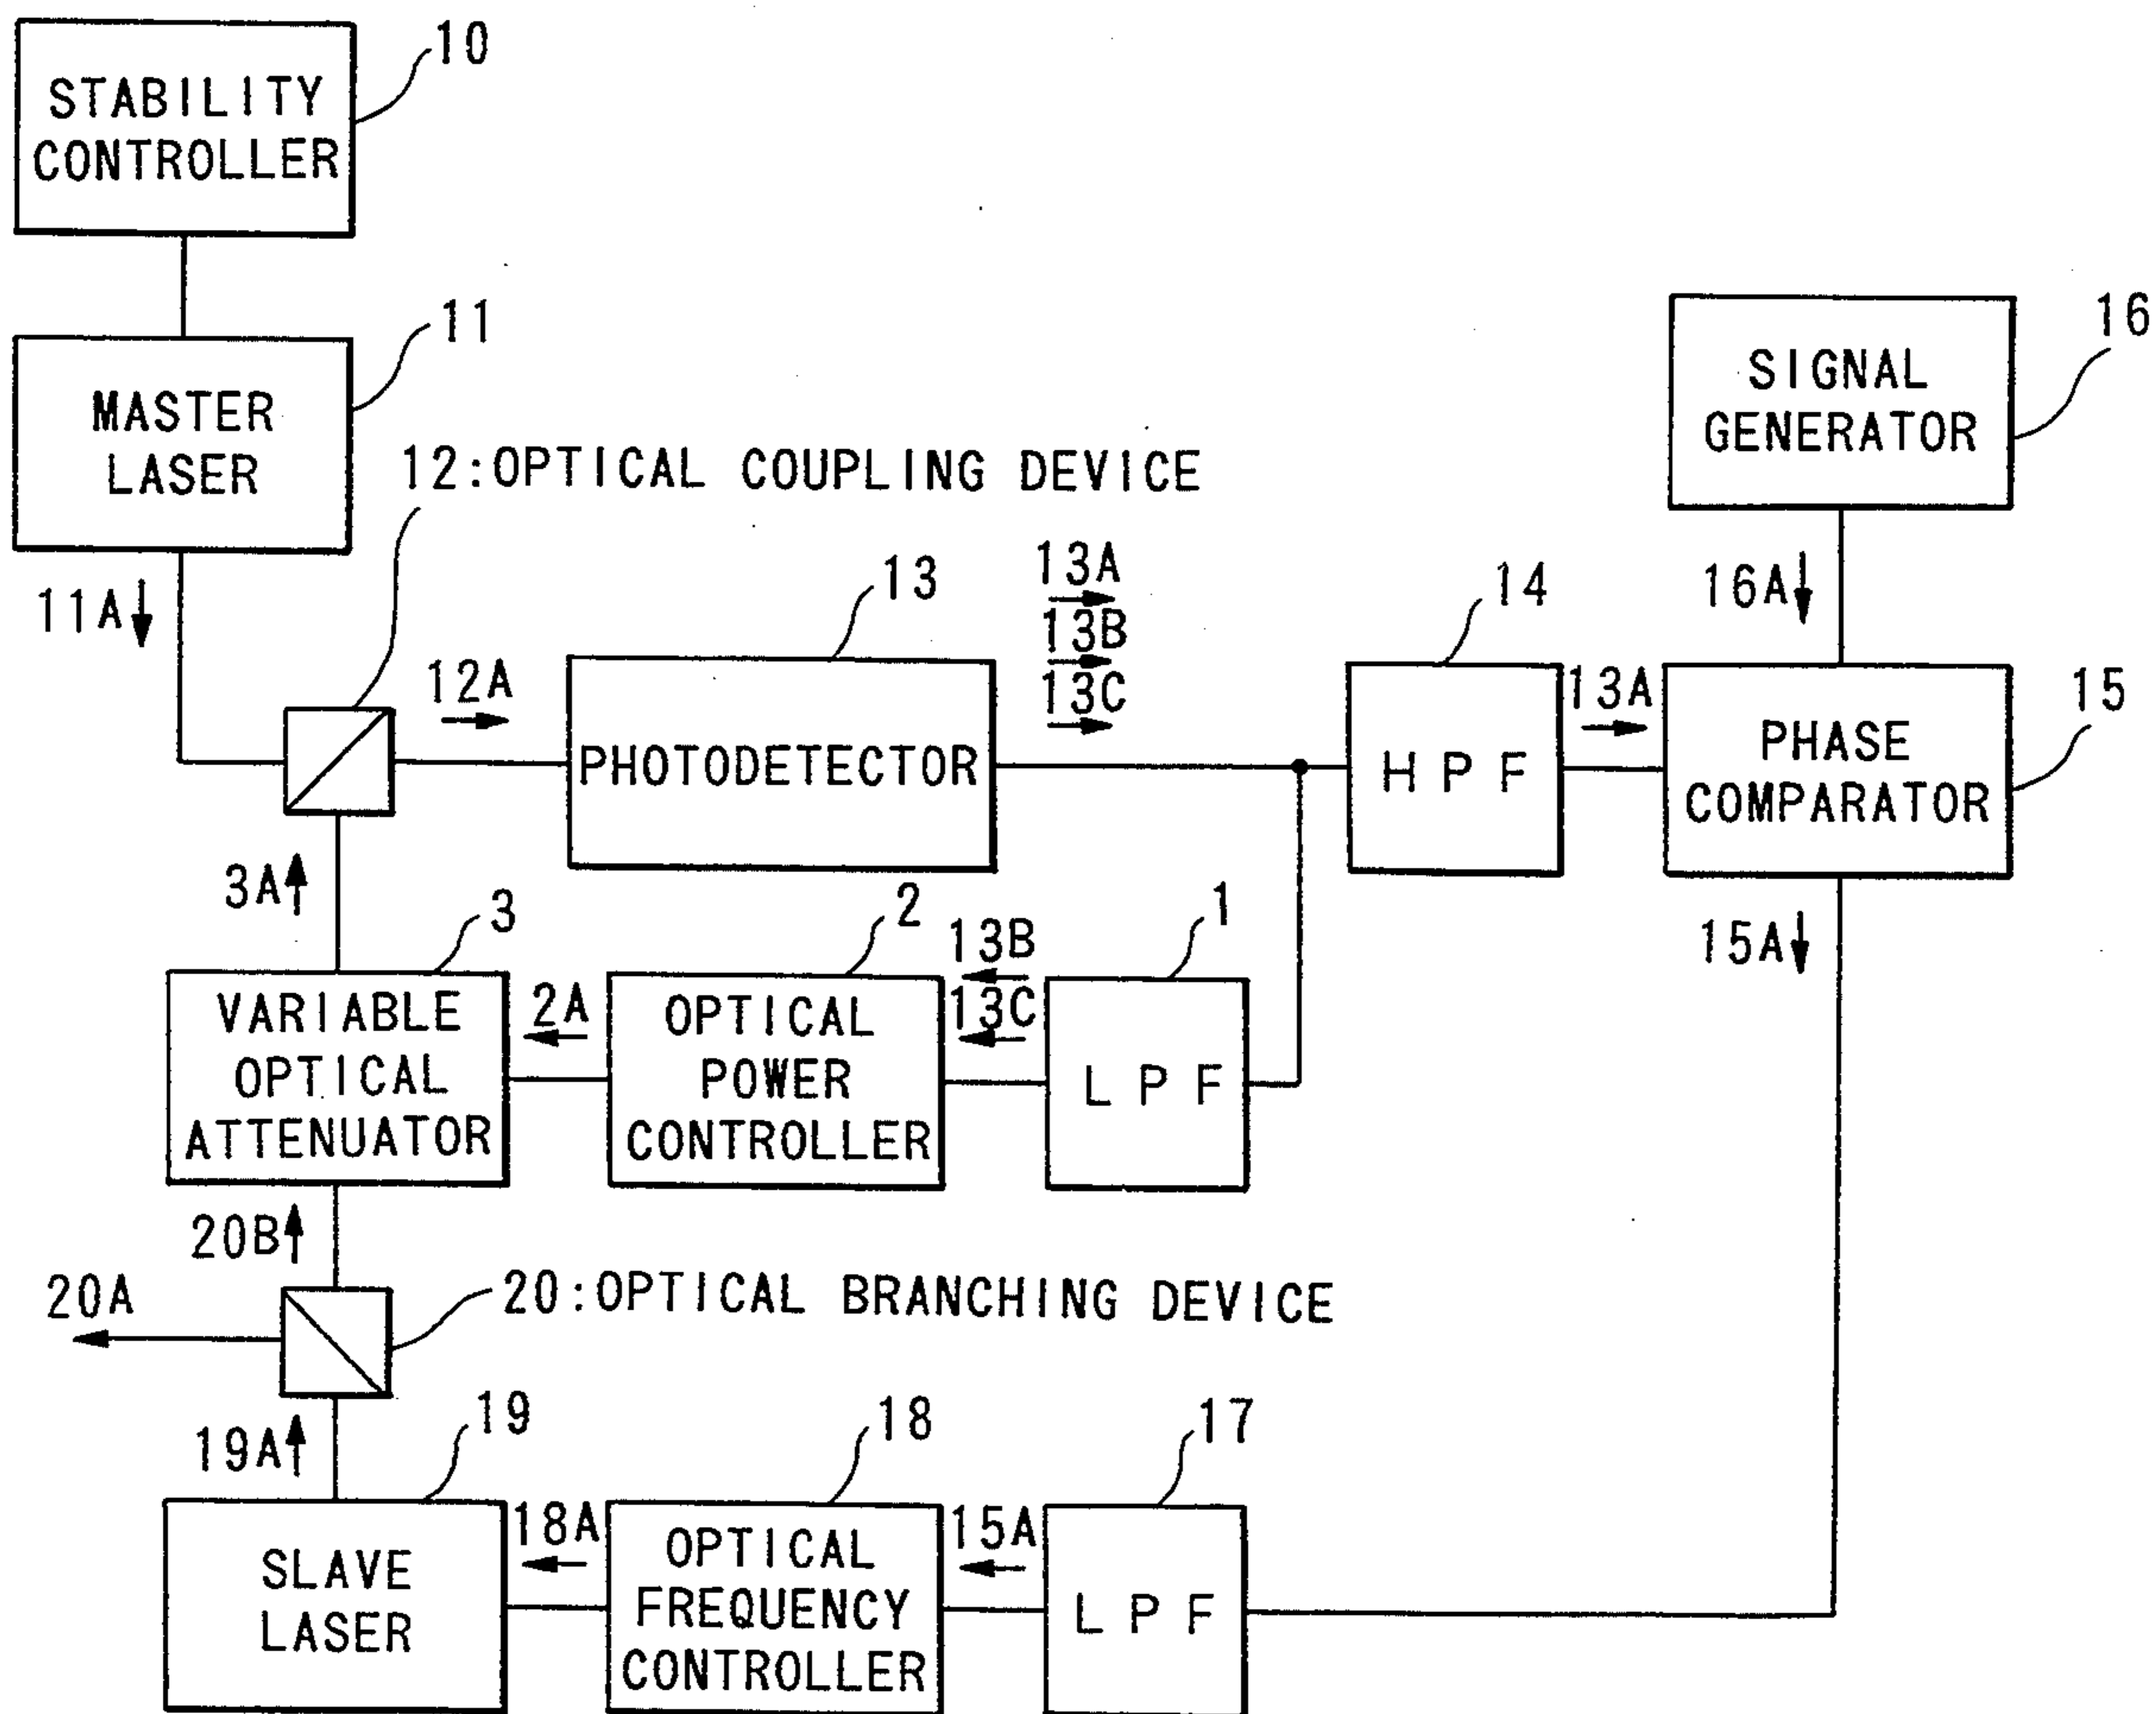 10
STABILITY
CONTROLLER
11
MASTER
LASER
16
SIGNAL
GENERATOR
12:OPTICAL COUPLING DEVICE
11A
13
13A
13B
13C
14
16A
12A
13A
15
PHOTODETECTOR
H P F
PHASE
COMPARATOR
3A
3
2
1
15A
VARIABLE
OPTICAL
ATTENUATOR
2A
OPTICAL
POWER
CONTROLLER
13B
13C
L P F
20B
20A
20:OPTICAL BRANCHING DEVICE
19A
19
18
17
SLAVE
LASER
18A
OPTICAL
FREQUENCY
CONTROLLER
15A
L P F